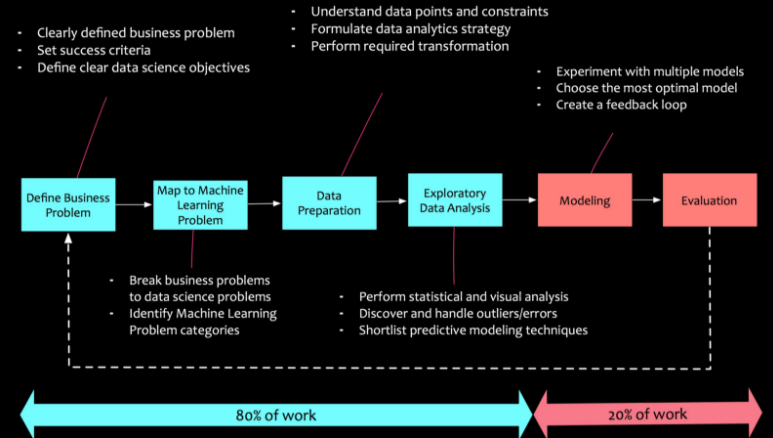 - Clearly defined business problem
- Set success criteria
- Define clear data science objectives
- Understand data points and constraints
- Formulate data analytics strategy
- Perform required transformation
- Experiment with multiple models
- Choose the most optimal model
- Create a feedback loop
Define Business
Problem
Map to Machine
Learning
Problem
Data
Preparation
Exploratory
Data Analysis
Modeling
Evaluation
- Break business problems
to data science problems
- Identify Machine Learning
Problem categories
- Perform statistical and visual analysis
- Discover and handle outliers/errors
- Shortlist predictive modeling techniques
80% of work
20% of work